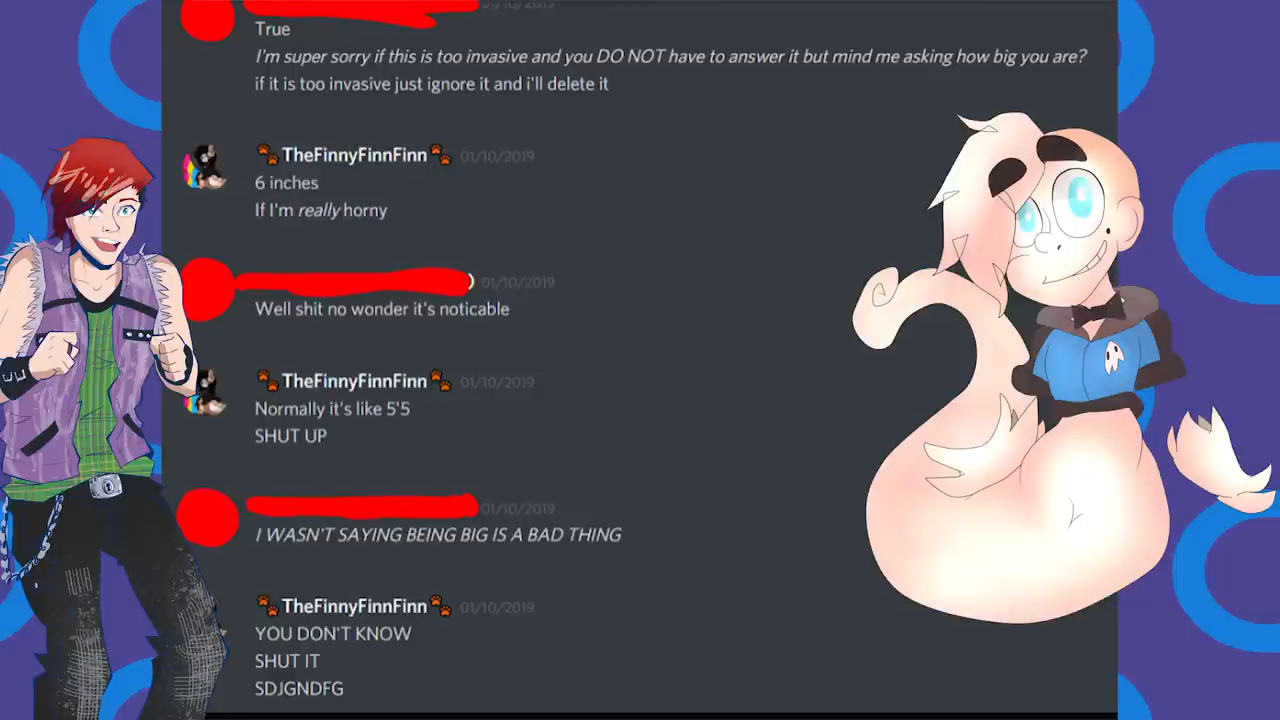 01/10/2019
True
I'm super sorry if this is too invasive and you DO NOT have to answer it but mind me asking how big you are?
if it is too invasive just ignore it and i'll delete it
TheFinnyFinnFinn 01/10/2019
6 inches
If I'm really horny
) 01/10/2019
Well shit no wonder it's noticable
TheFinnyFinnFinn 01/10/2019
Normally it's like 5'5
SHUT UP
01/10/2019
I WASN'T SAYING BEING BIG IS A BAD THING
TheFinnyFinnFinn 01/10/2019
YOU DON'T KNOW
SHUT IT
SDJGNDFG